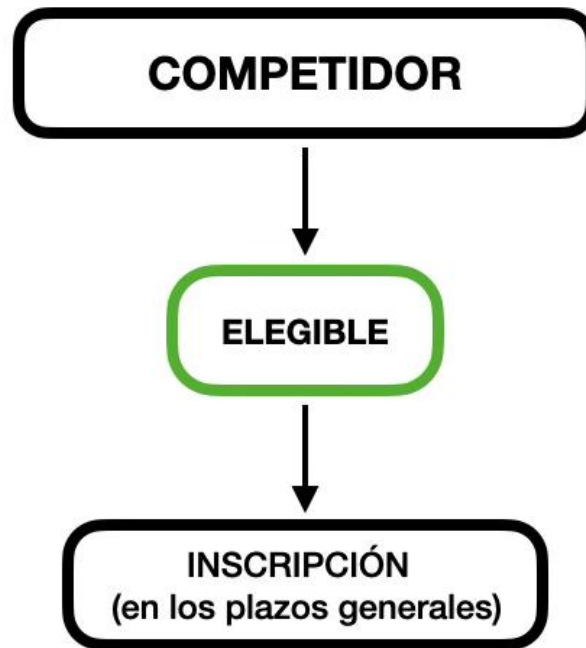 COMPETIDOR
ELEGIBLE
INSCRIPCIÓN
(en los plazos generales)